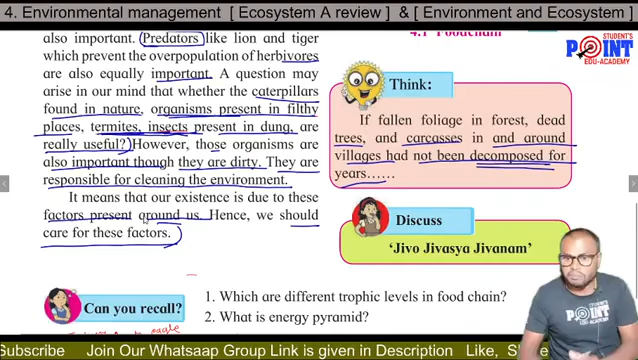 4. Environmental management [ Ecosystem A review ] & [ Environment and Ecosystem ]
also important. Predators like lion and tiger
which prevent the overpopulation of herbivores
are also equally important. A question may
arise in our mind that whether the caterpillars
found in nature, organisms present in filthy
places, termites, insects present in dung, are
really useful? However, those organisms are
also important though they are dirty. They are
responsible for cleaning the environment.
It means that our existence is due to these
factors present around us. Hence, we should
care for these factors.
STUDENT'S
POINT
EDU-ACADEMY
Think:
If fallen foliage in forest, dead
trees, and carcasses in and around
villages had not been decomposed for
years......
Discuss
'Jivo Jivasya Jivanam'
Can you recall?
1. Which are different trophic levels in food chain?
2. What is energy pyramid?
eagle
STUDENT'S
POINT
Subscribe Join Our Whatsaap Group Link is given in Description Like,